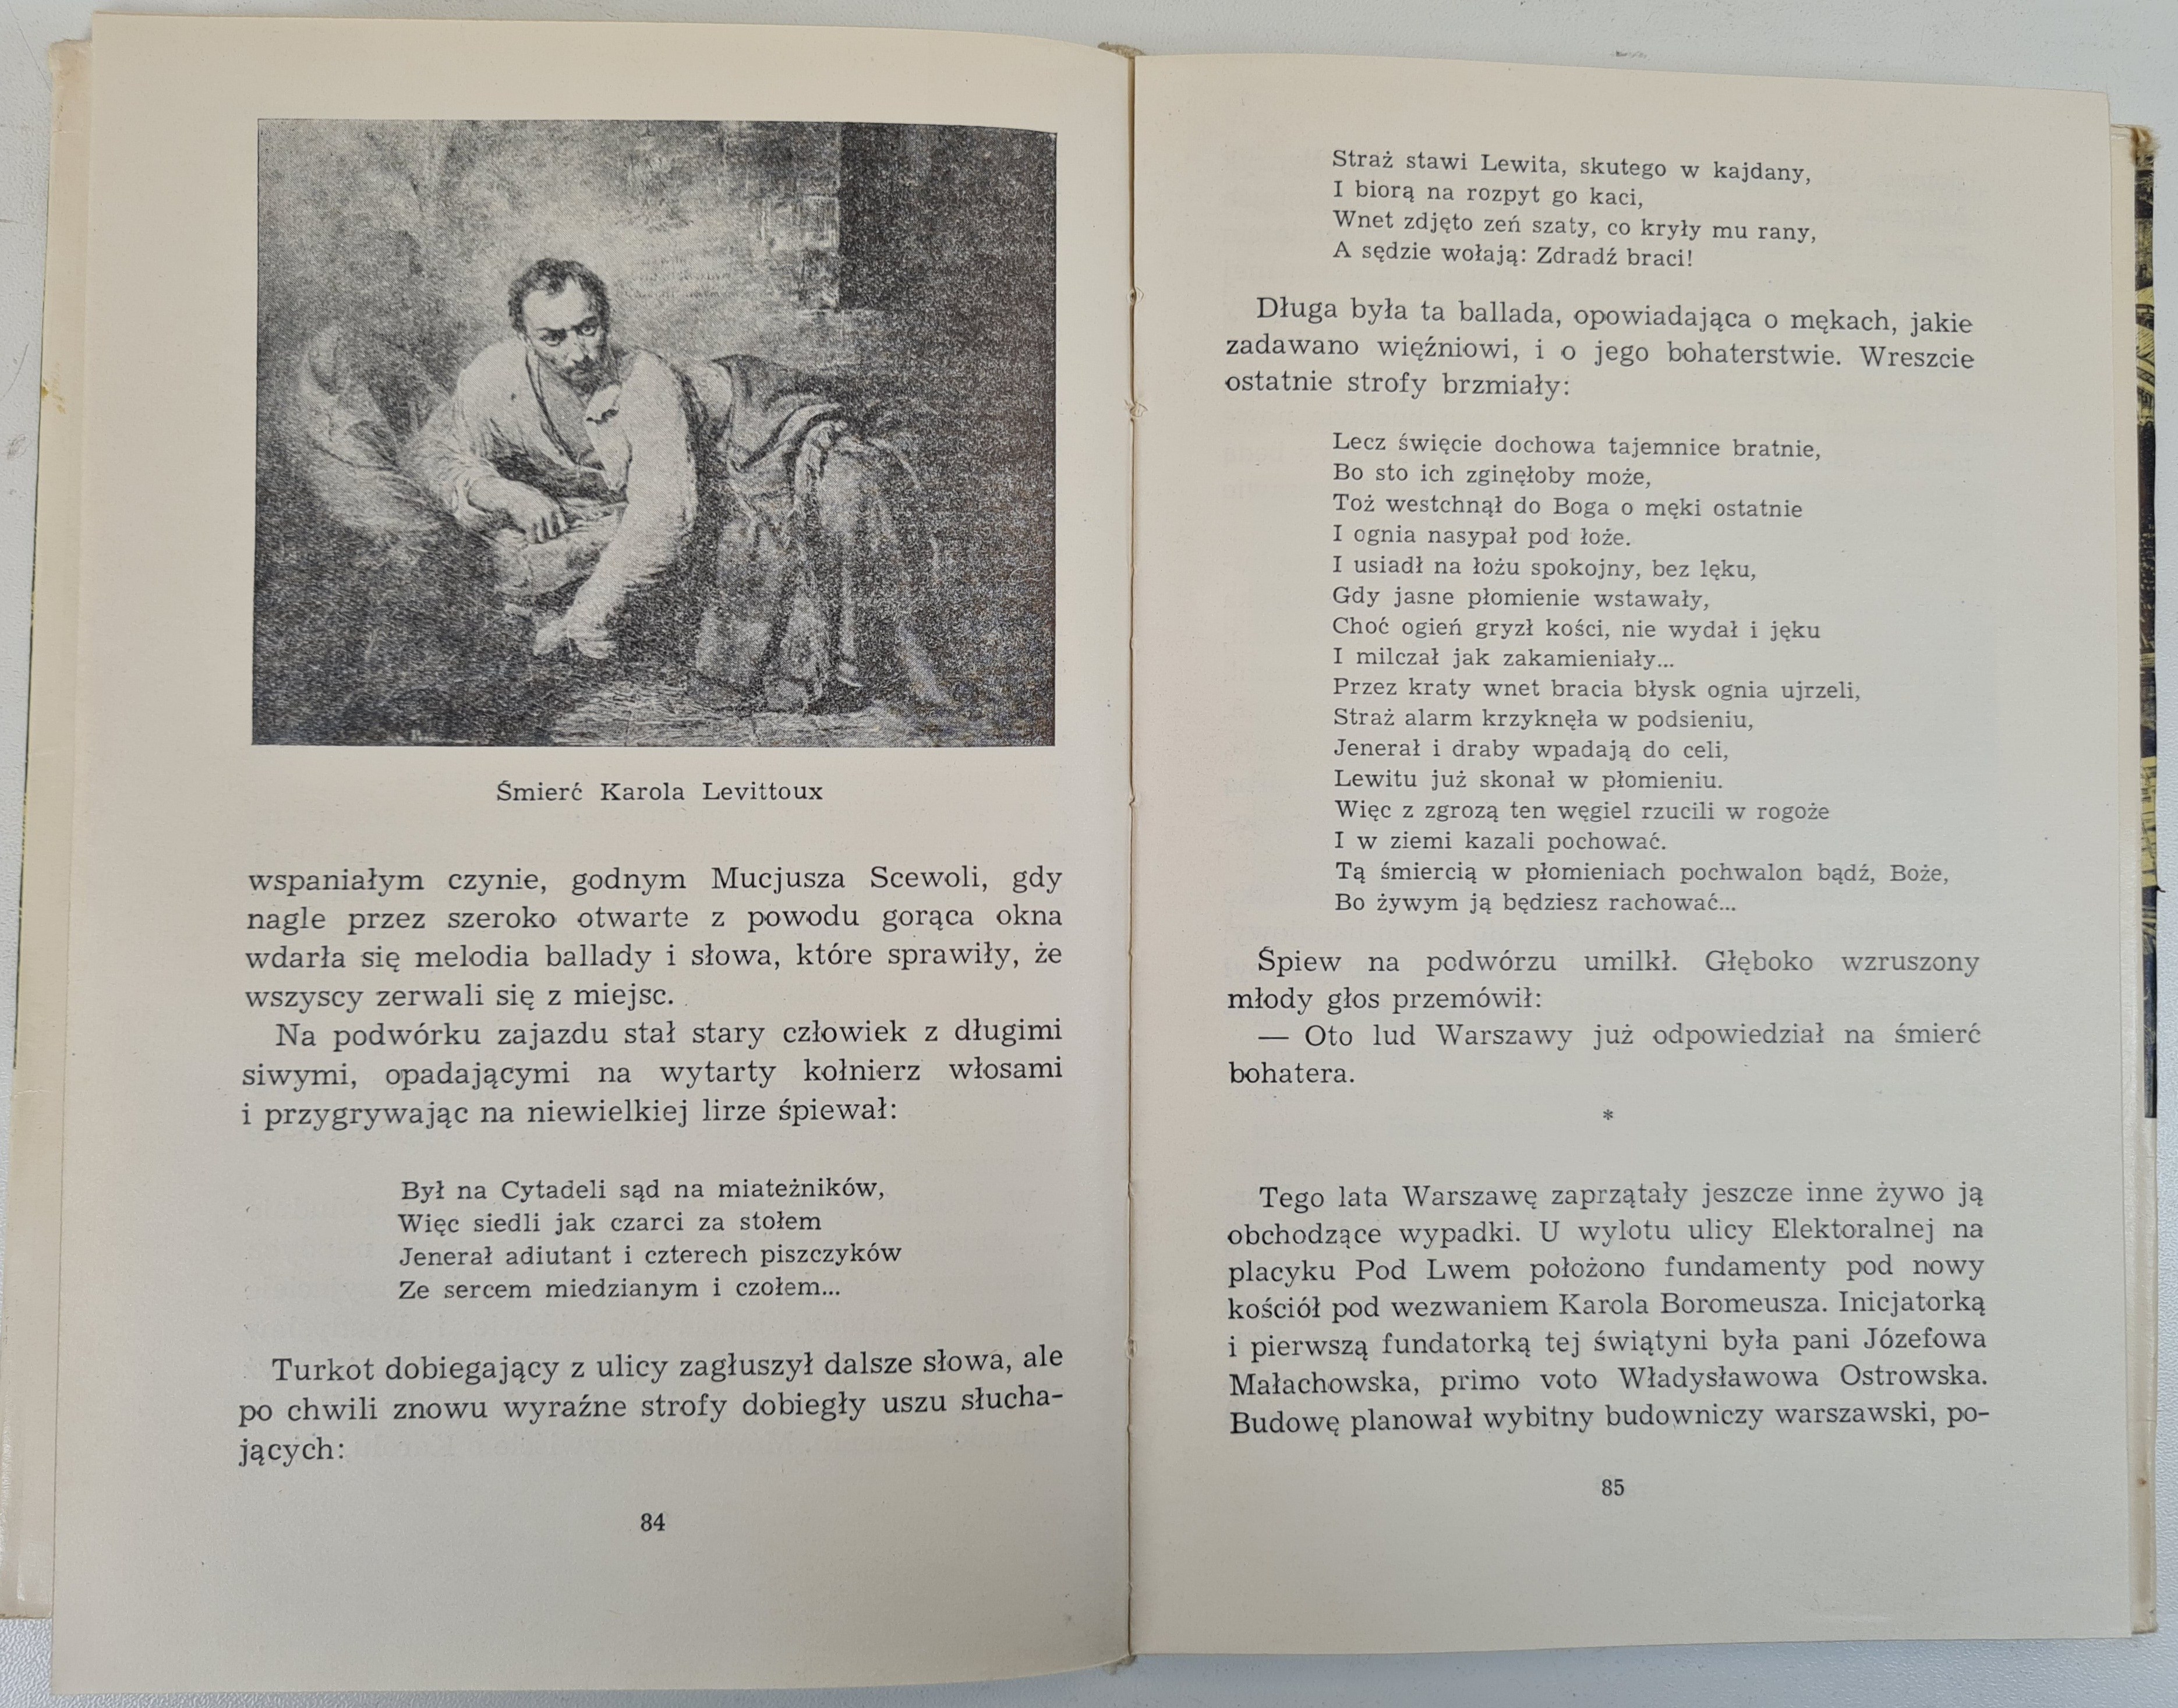 Śmierć Karola Levittoux
wspaniałym czynie, godnym Mucjusza Scewoli, gdy
nagle przez szeroko otwarte z powodu gorąca okna
wdarła się melodia ballady i słowa, które sprawiły, że
wszyscy zerwali się z miejsc.
Na podwórku zajazdu stał stary człowiek z długimi
siwymi, opadającymi na wytarty kołnierz włosami
i przygrywając na niewielkiej lirze śpiewał:
Był na Cytadeli sąd na miateżników,
Więc siedli jak czarci za stołem
Jenerał adiutant i czterech piszczyków
Ze sercem miedzianym i czołem...
Turkot dobiegający z ulicy zagłuszył dalsze słowa, ale
po chwili znowu wyraźne strofy dobiegły uszu słucha-
jących:
84
Straż stawi Lewita, skutego w kajdany,
I biorą na rozpyt go kaci,
Wnet zdjęto zeń szaty, co kryły mu rany,
A sędzie wołają: Zdradź braci!
Długa była ta ballada, opowiadająca o mękach, jakie
zadawano więźniowi, i o jego bohaterstwie. Wreszcie
ostatnie strofy brzmiały:
Lecz święcie dochowa tajemnice bratnie,
Bo sto ich zginęłoby może,
Toż westchnął do Boga o męki ostatnie
I ognia nasypał pod łoże.
I usiadł na łożu spokojny, bez lęku,
Gdy jasne płomienie wstawały,
Choć ogień gryzł kości, nie wydał i jęku
I milczał jak zakamieniały...
Przez kraty wnet bracia błysk ognia ujrzeli,
Straż alarm krzyknęła w podsieniu,
Jenerał i draby wpadają do celi,
Lewitu już skonał w płomieniu.
Więc z zgrozą ten węgiel rzucili w rogoże
I w ziemi kazali pochować.
Tą śmiercią w płomieniach pochwalon bądź, Boże,
Bo żywym ją będziesz rachować...
Śpiew na podwórzu umilkł. Głęboko wzruszony
młody głos przemówił:
— Oto lud Warszawy już odpowiedział na śmierć
bohatera.
*
Tego lata Warszawę zaprzątały jeszcze inne żywo ją
obchodzące wypadki. U wylotu ulicy Elektoralnej na
placyku Pod Lwem położono fundamenty pod nowy
kościół pod wezwaniem Karola Boromeusza. Inicjatorką
i pierwszą fundatorką tej świątyni była pani Józefowa
Małachowska, primo voto Władysławowa Ostrowska.
Budowę planował wybitny budowniczy warszawski, po-
85